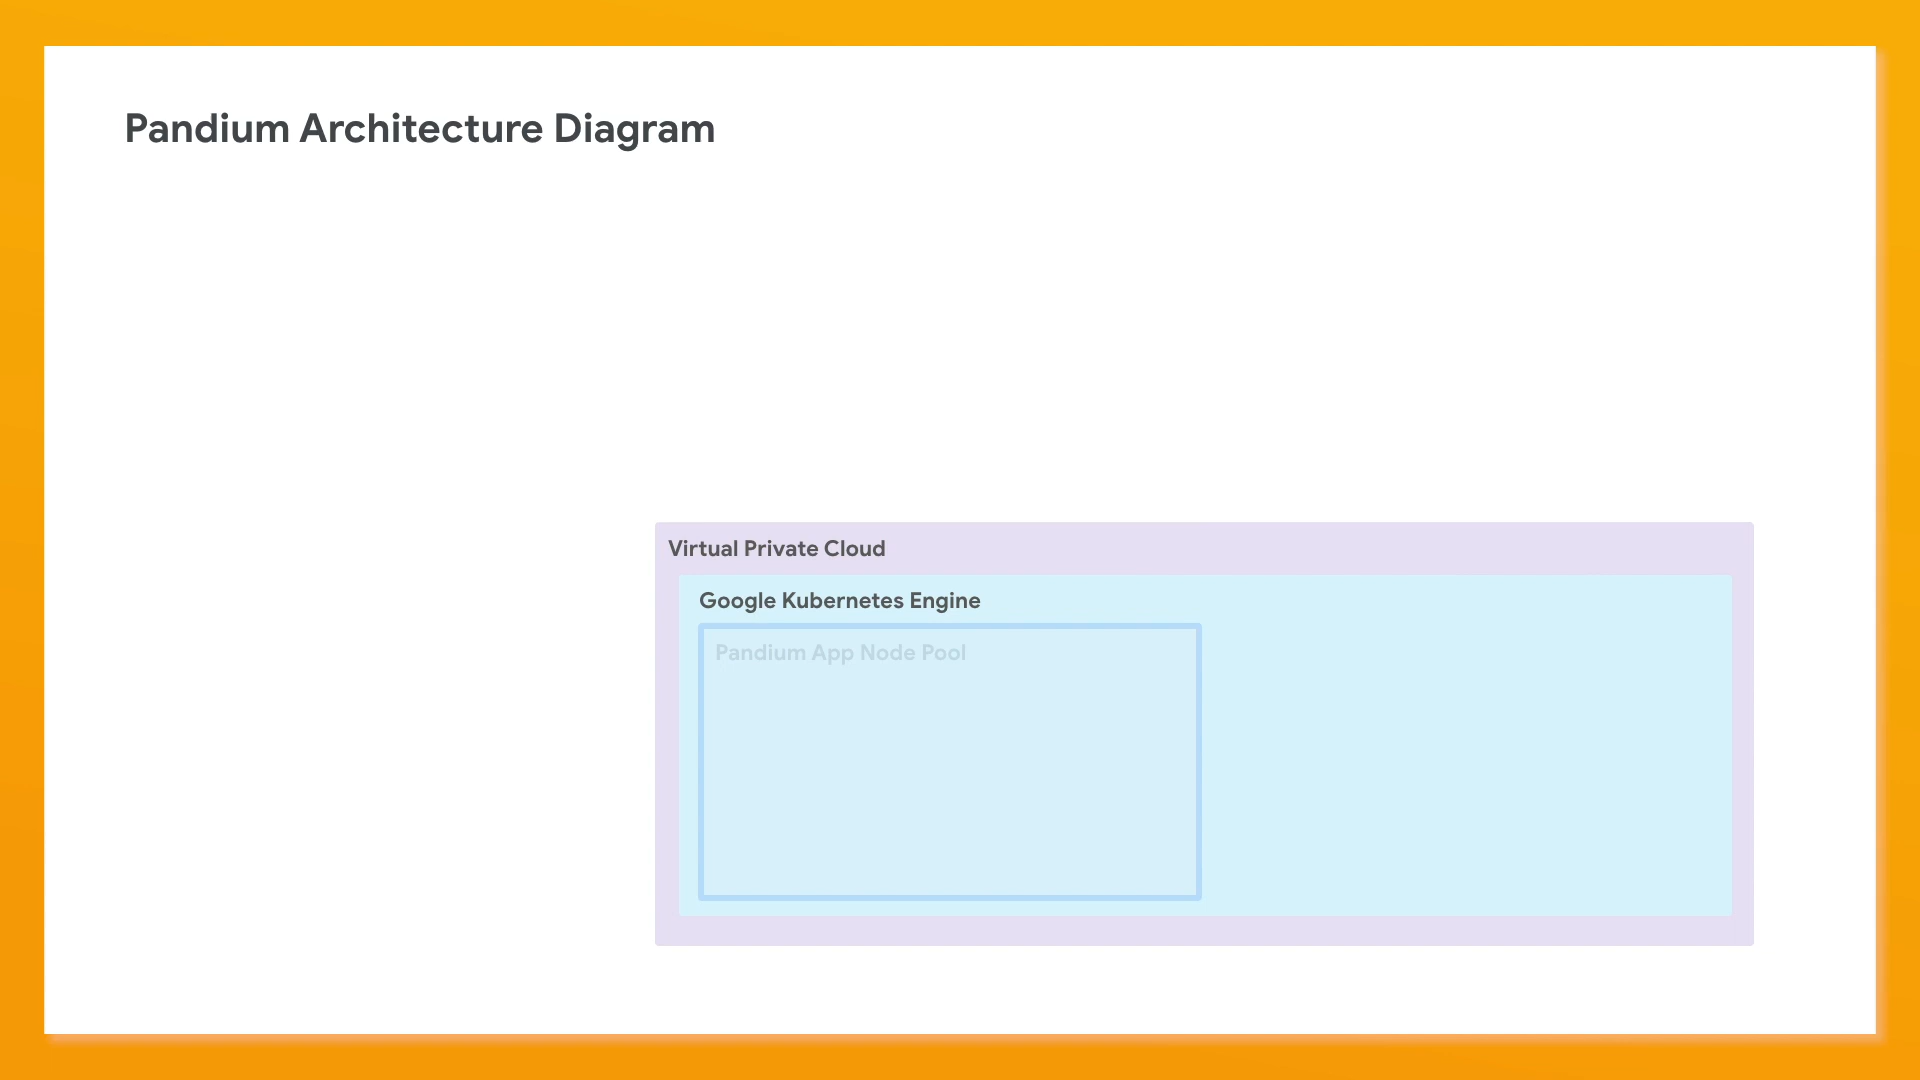 Pandium Architecture Diagram
Virtual Private Cloud
Google Kubernetes Engine
Pandium App Node Pool